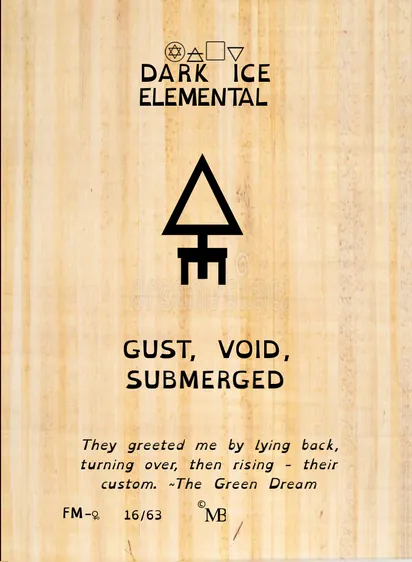 DARK ICE
ELEMENTAL
GUST, VOID,
SUBMERGED
They greeted me by lying back,
turning over, then rising - their
custom. ~The Green Dream
FM-♀ 16/63 ©MB